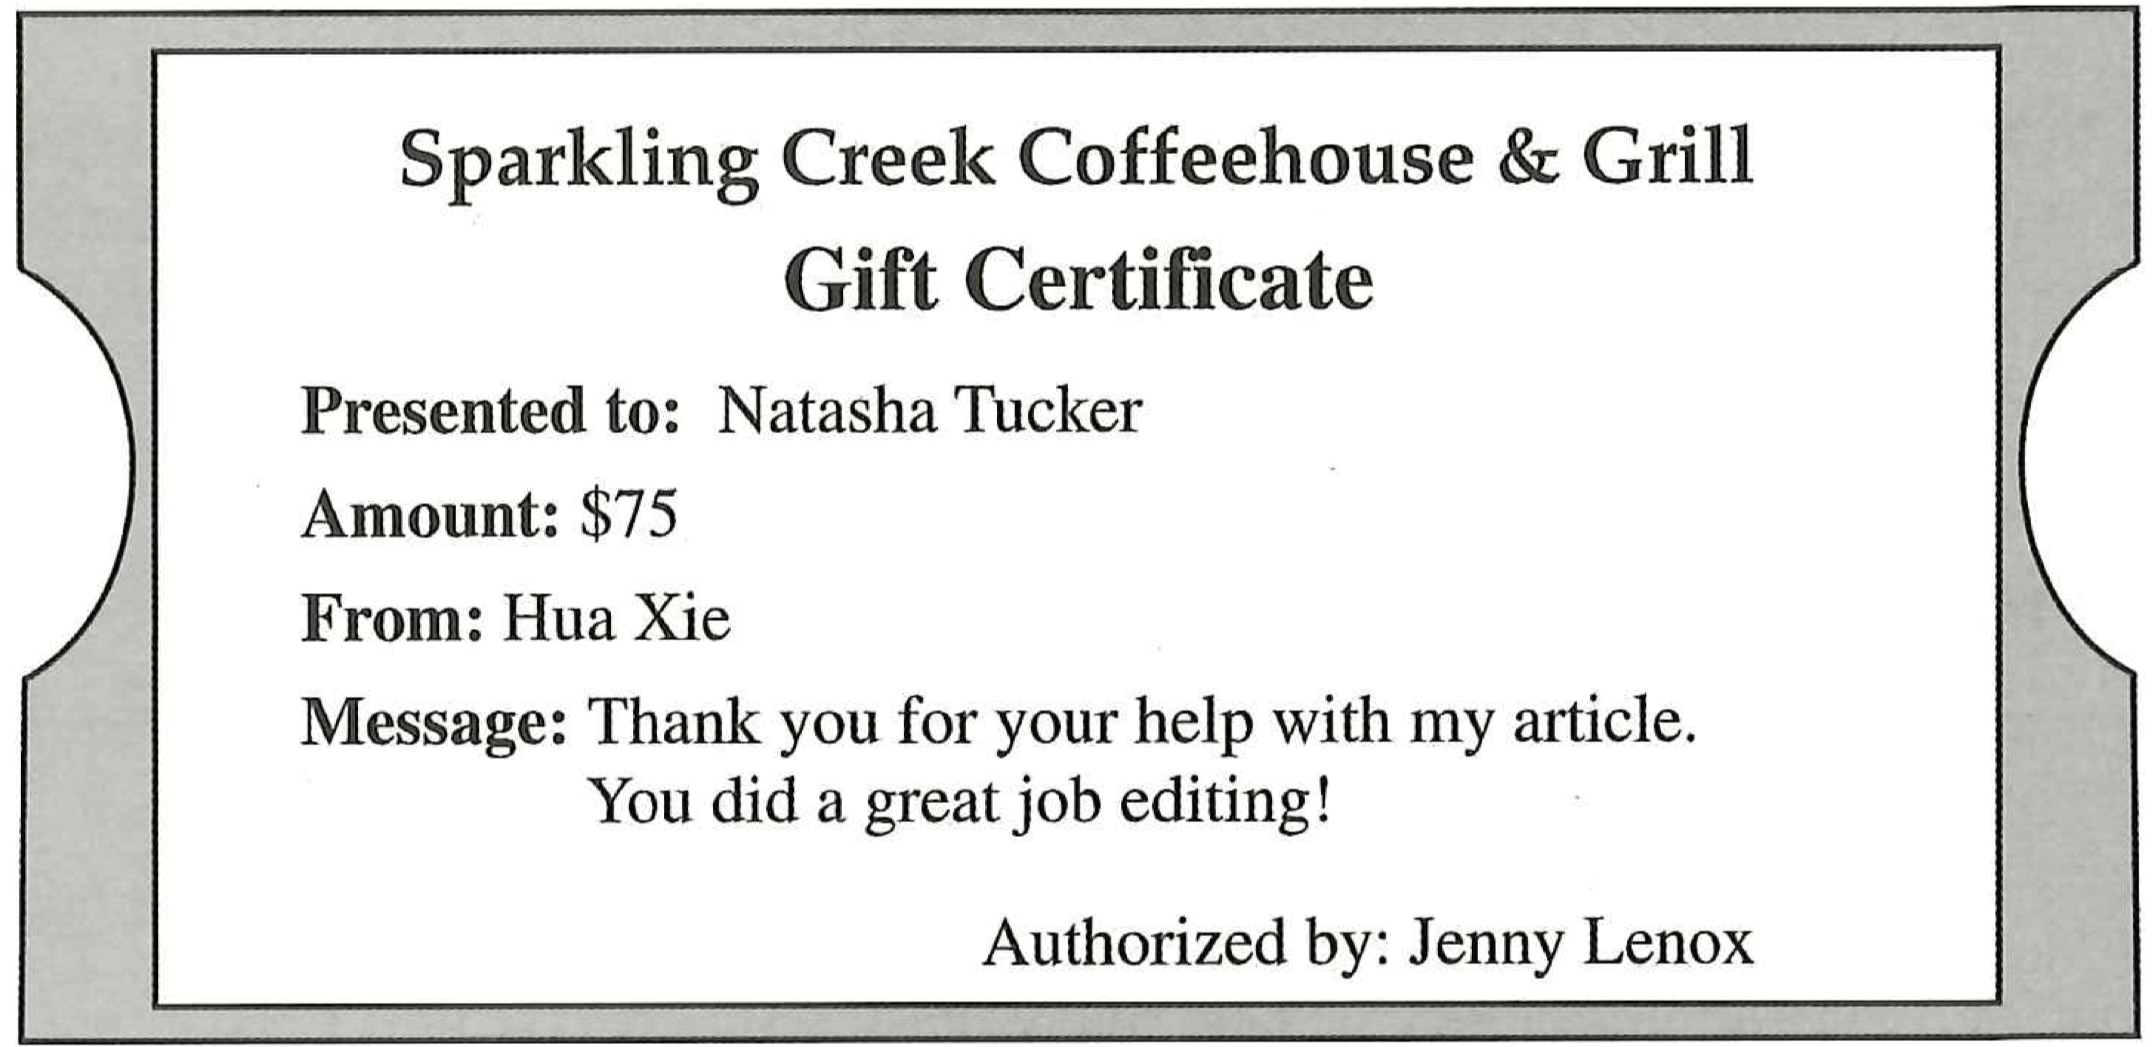 Sparkling Creek Coffeehouse & Grill
Gift Certificate
Presented to: Natasha Tucker
Amount: $75
From: Hua Xie
Message: Thank you for your help with my article.
You did a great job editing!
Authorized by: Jenny Lenox